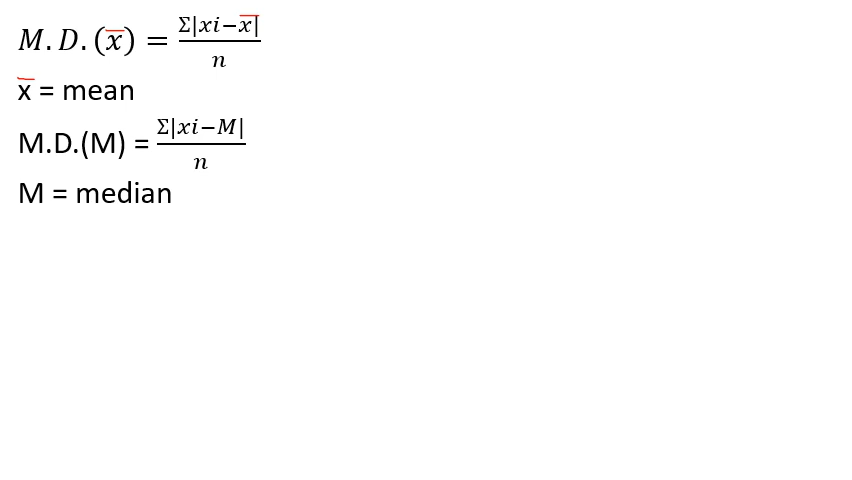 M.D.(x̅) = Σ|xi−x̅| / n
x̅ = mean
M.D.(M) = Σ|xi−M| / n
M = median